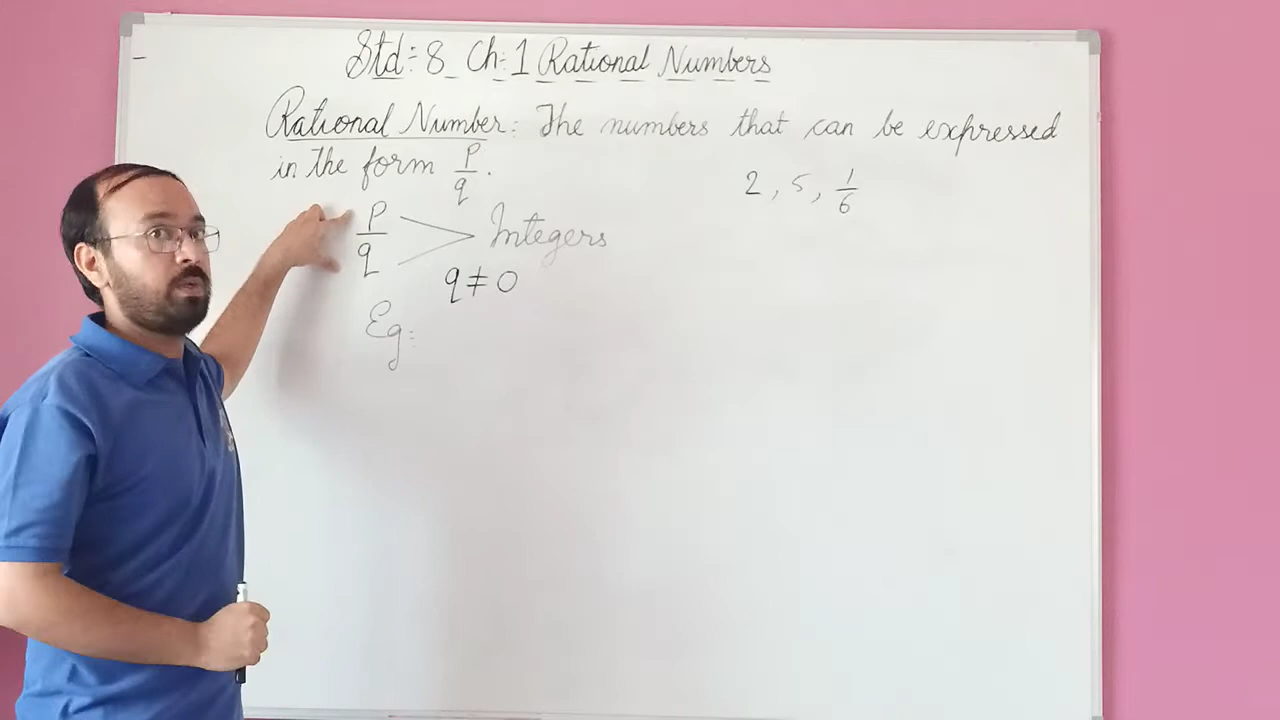 Std:- 8 Ch:-1 Rational Numbers
Rational Number: The numbers that can be expressed
in the form p/q.
2, 5, 1/6
p/q > Integers
q ≠ 0
Eg: